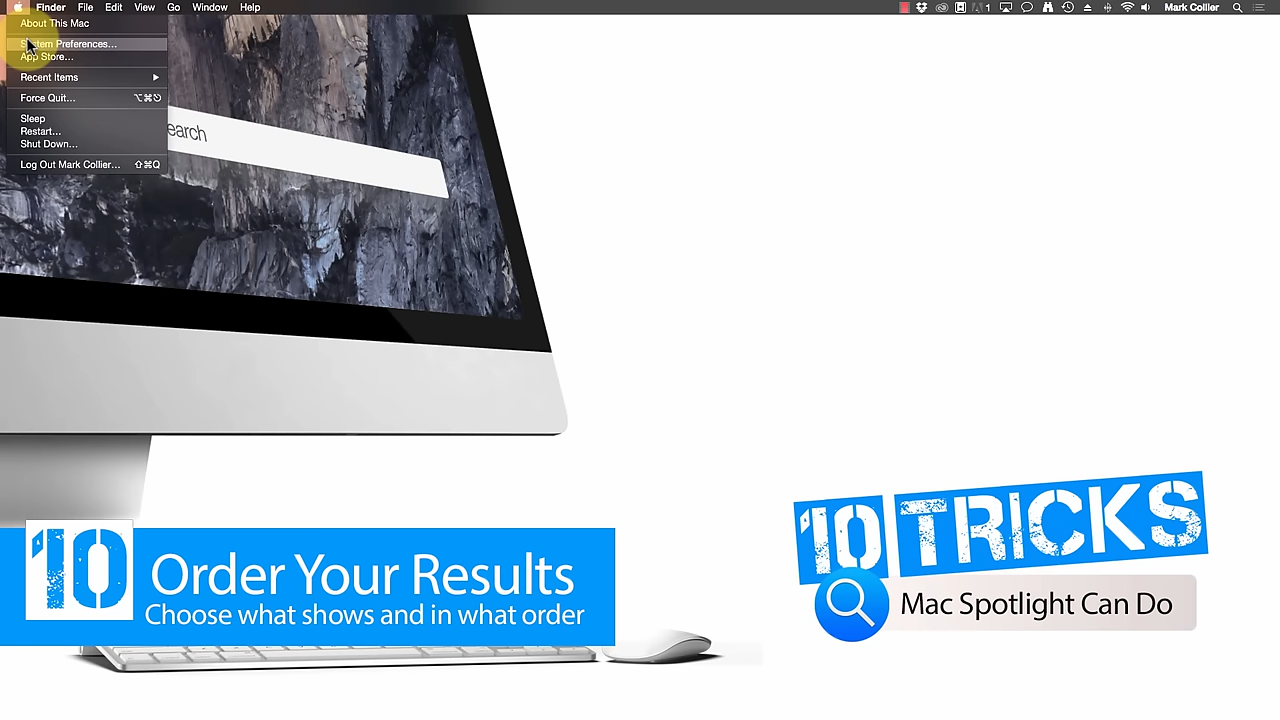 Finder File Edit View Go Window Help
1 Mark Collier
About This Mac
System Preferences...
App Store...
Recent Items
Force Quit... ⌥⌘⎋
Sleep
Restart...
Shut Down...
Log Out Mark Collier... ⇧⌘Q
earch
10 Order Your Results
Choose what shows and in what order
10 TRICKS
Mac Spotlight Can Do